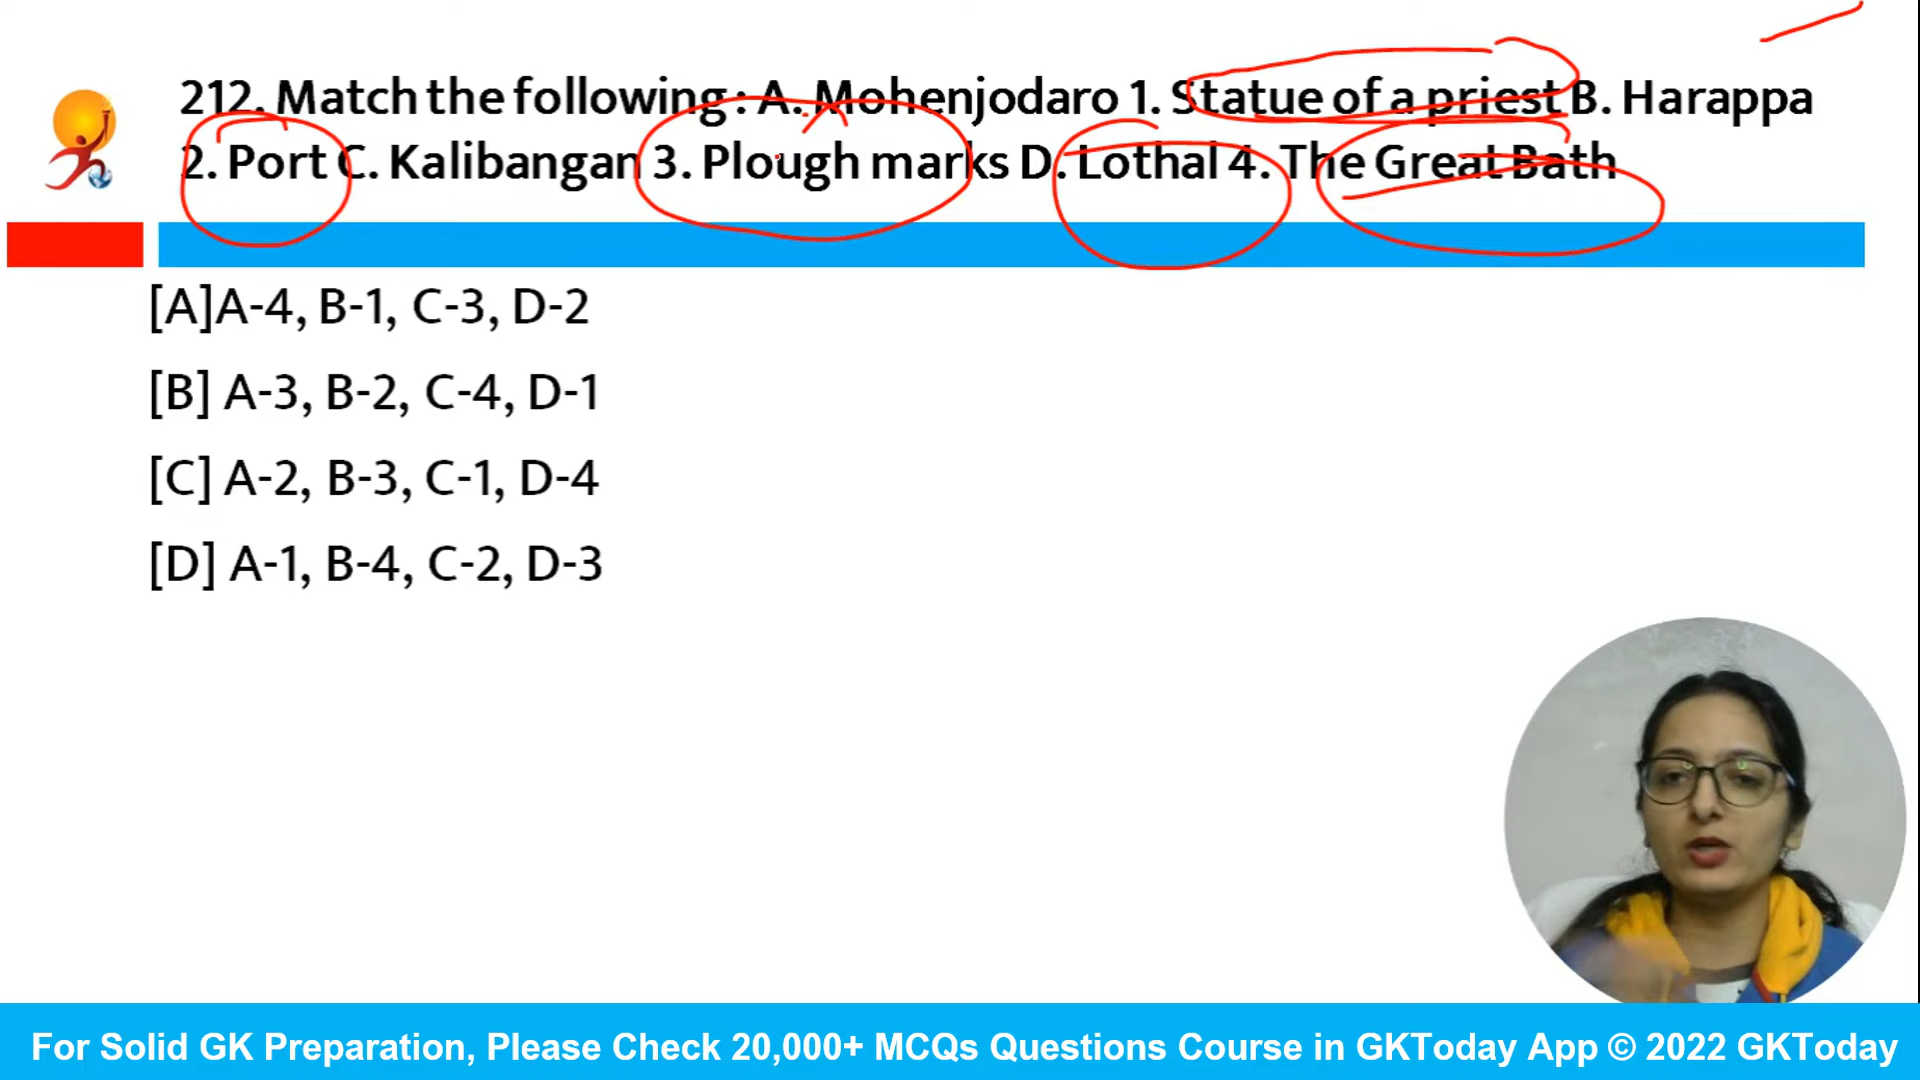 212. Match the following : A. Mohenjodaro 1. Statue of a priest B. Harappa
2. Port C. Kalibangan 3. Plough marks D. Lothal 4. The Great Bath
[A]A-4, B-1, C-3, D-2
[B] A-3, B-2, C-4, D-1
[C] A-2, B-3, C-1, D-4
[D] A-1, B-4, C-2, D-3
For Solid GK Preparation, Please Check 20,000+ MCQs Questions Course in GKToday App © 2022 GKToday